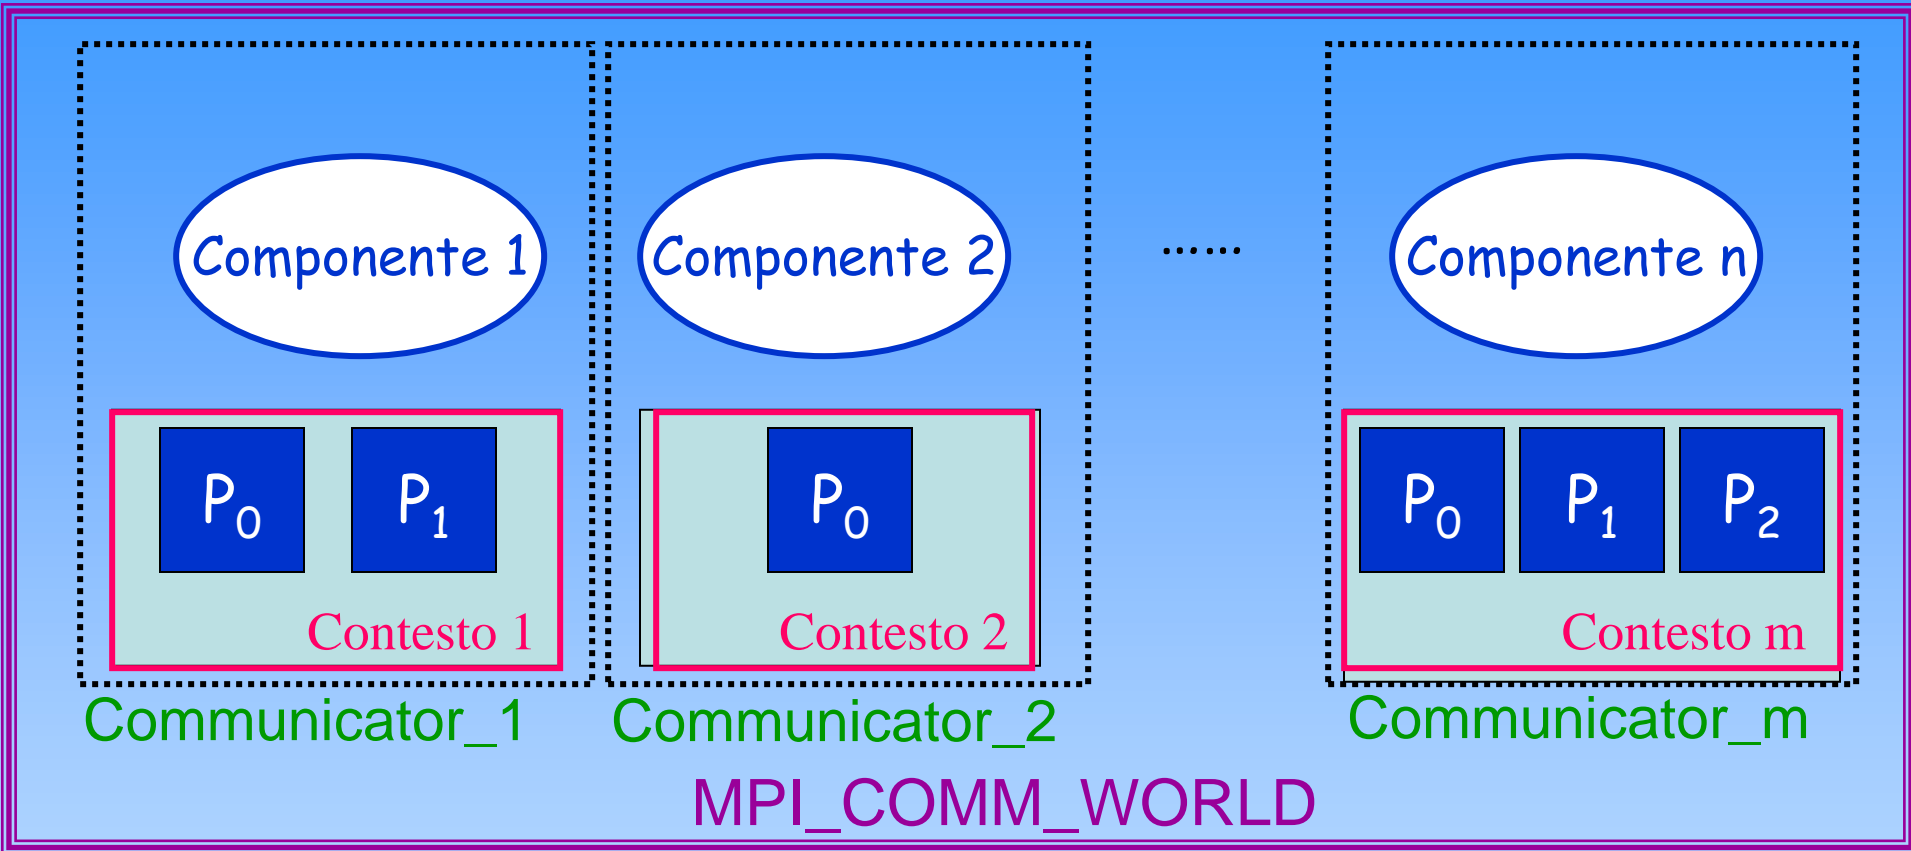 Componente 1
Componente 2
......
Componente n
P0
P1
Contesto 1
P0
Contesto 2
P0
P1
P2
Contesto m
Communicator_1
Communicator_2
Communicator_m
MPI_COMM_WORLD